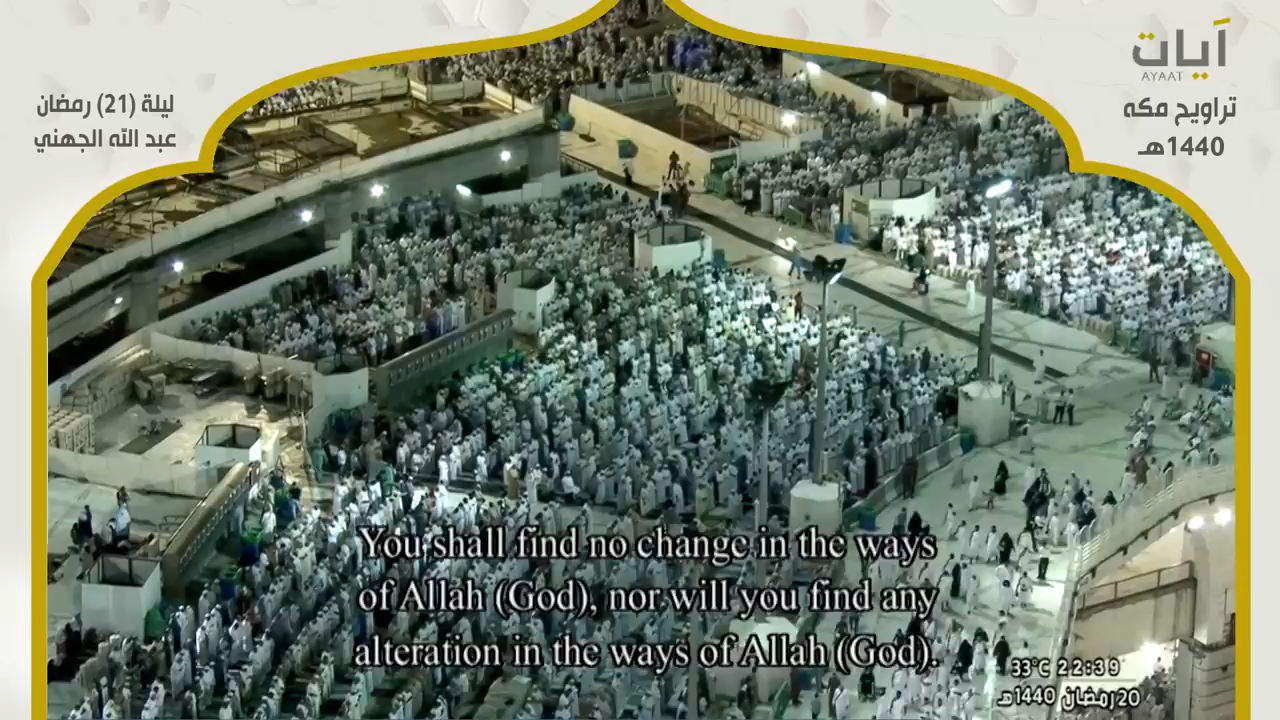 آيات
AYAAT
تراويح مكه
1440هـ
ليلة (21) رمضان
عبد الله الجهني
You shall find no change in the ways
of Allah (God), nor will you find any
alteration in the ways of Allah (God).
33°C 22:39
20رمضان 1440هـ